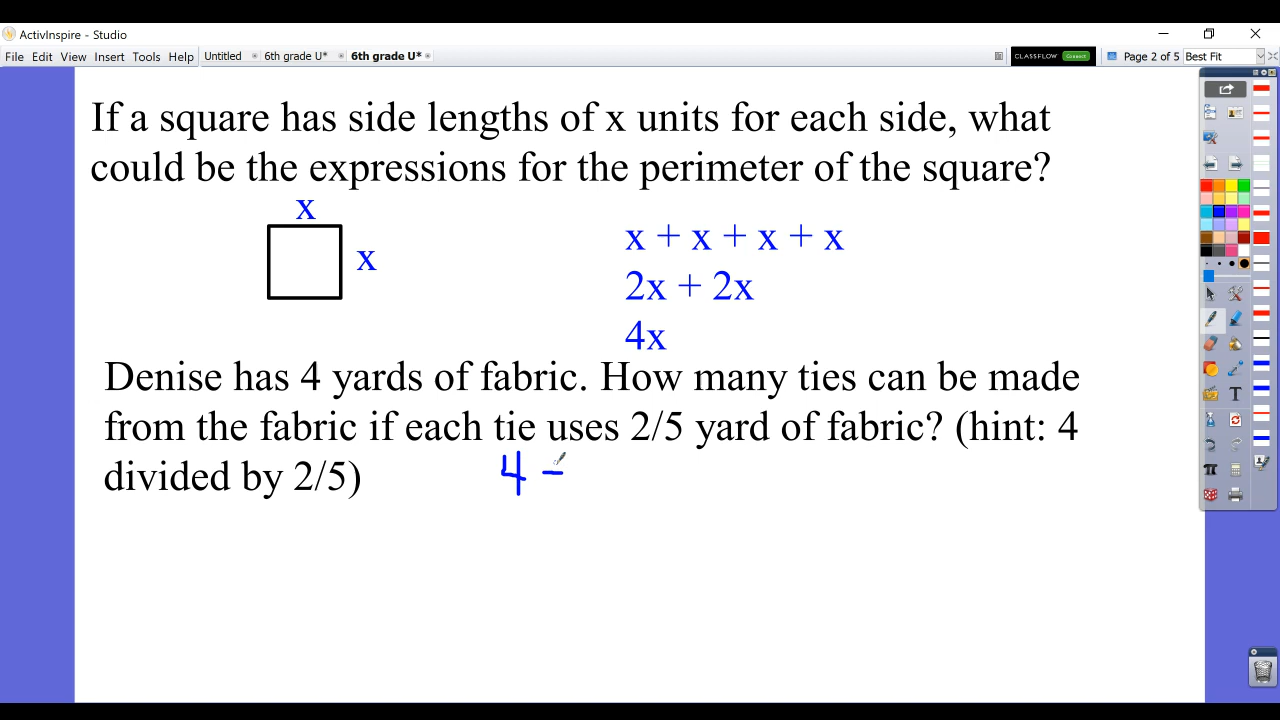 ActivInspire - Studio
File Edit View Insert Tools Help Untitled 6th grade U* 6th grade U* CLASSFLOW Connect Page 2 of 5 Best Fit
If a square has side lengths of x units for each side, what
could be the expressions for the perimeter of the square?
x
x
x + x + x + x
2x + 2x
4x
Denise has 4 yards of fabric. How many ties can be made
from the fabric if each tie uses 2/5 yard of fabric? (hint: 4
divided by 2/5)
4 -